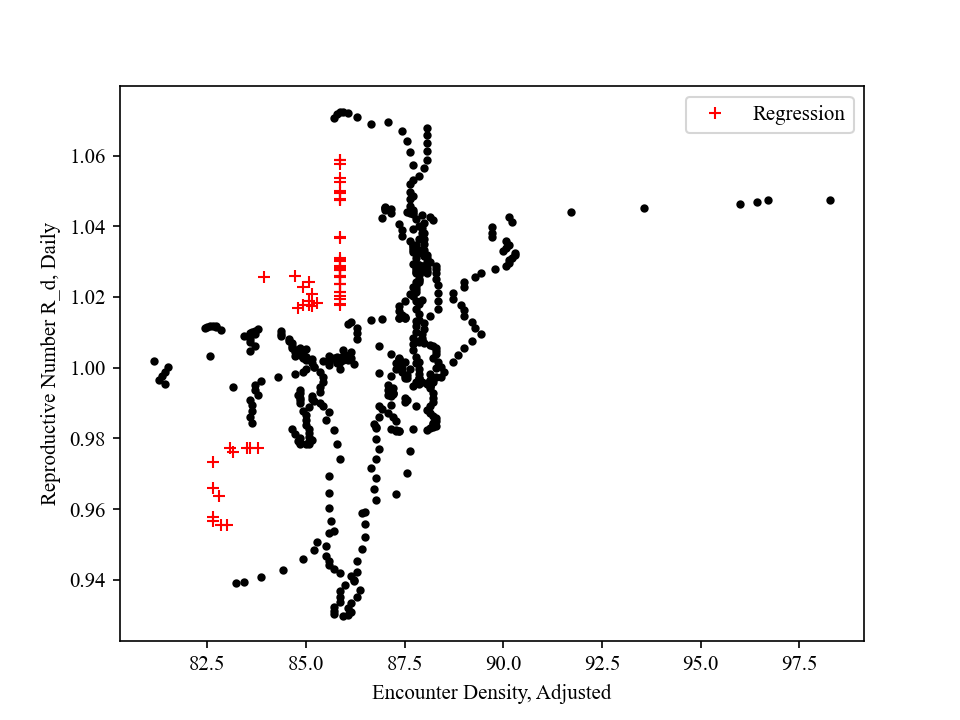 Regression
1.06
1.04
1.02
1.00
0.98
0.96
0.94
Reproductive Number R_d, Daily
82.5 85.0 87.5 90.0 92.5 95.0 97.5
Encounter Density, Adjusted